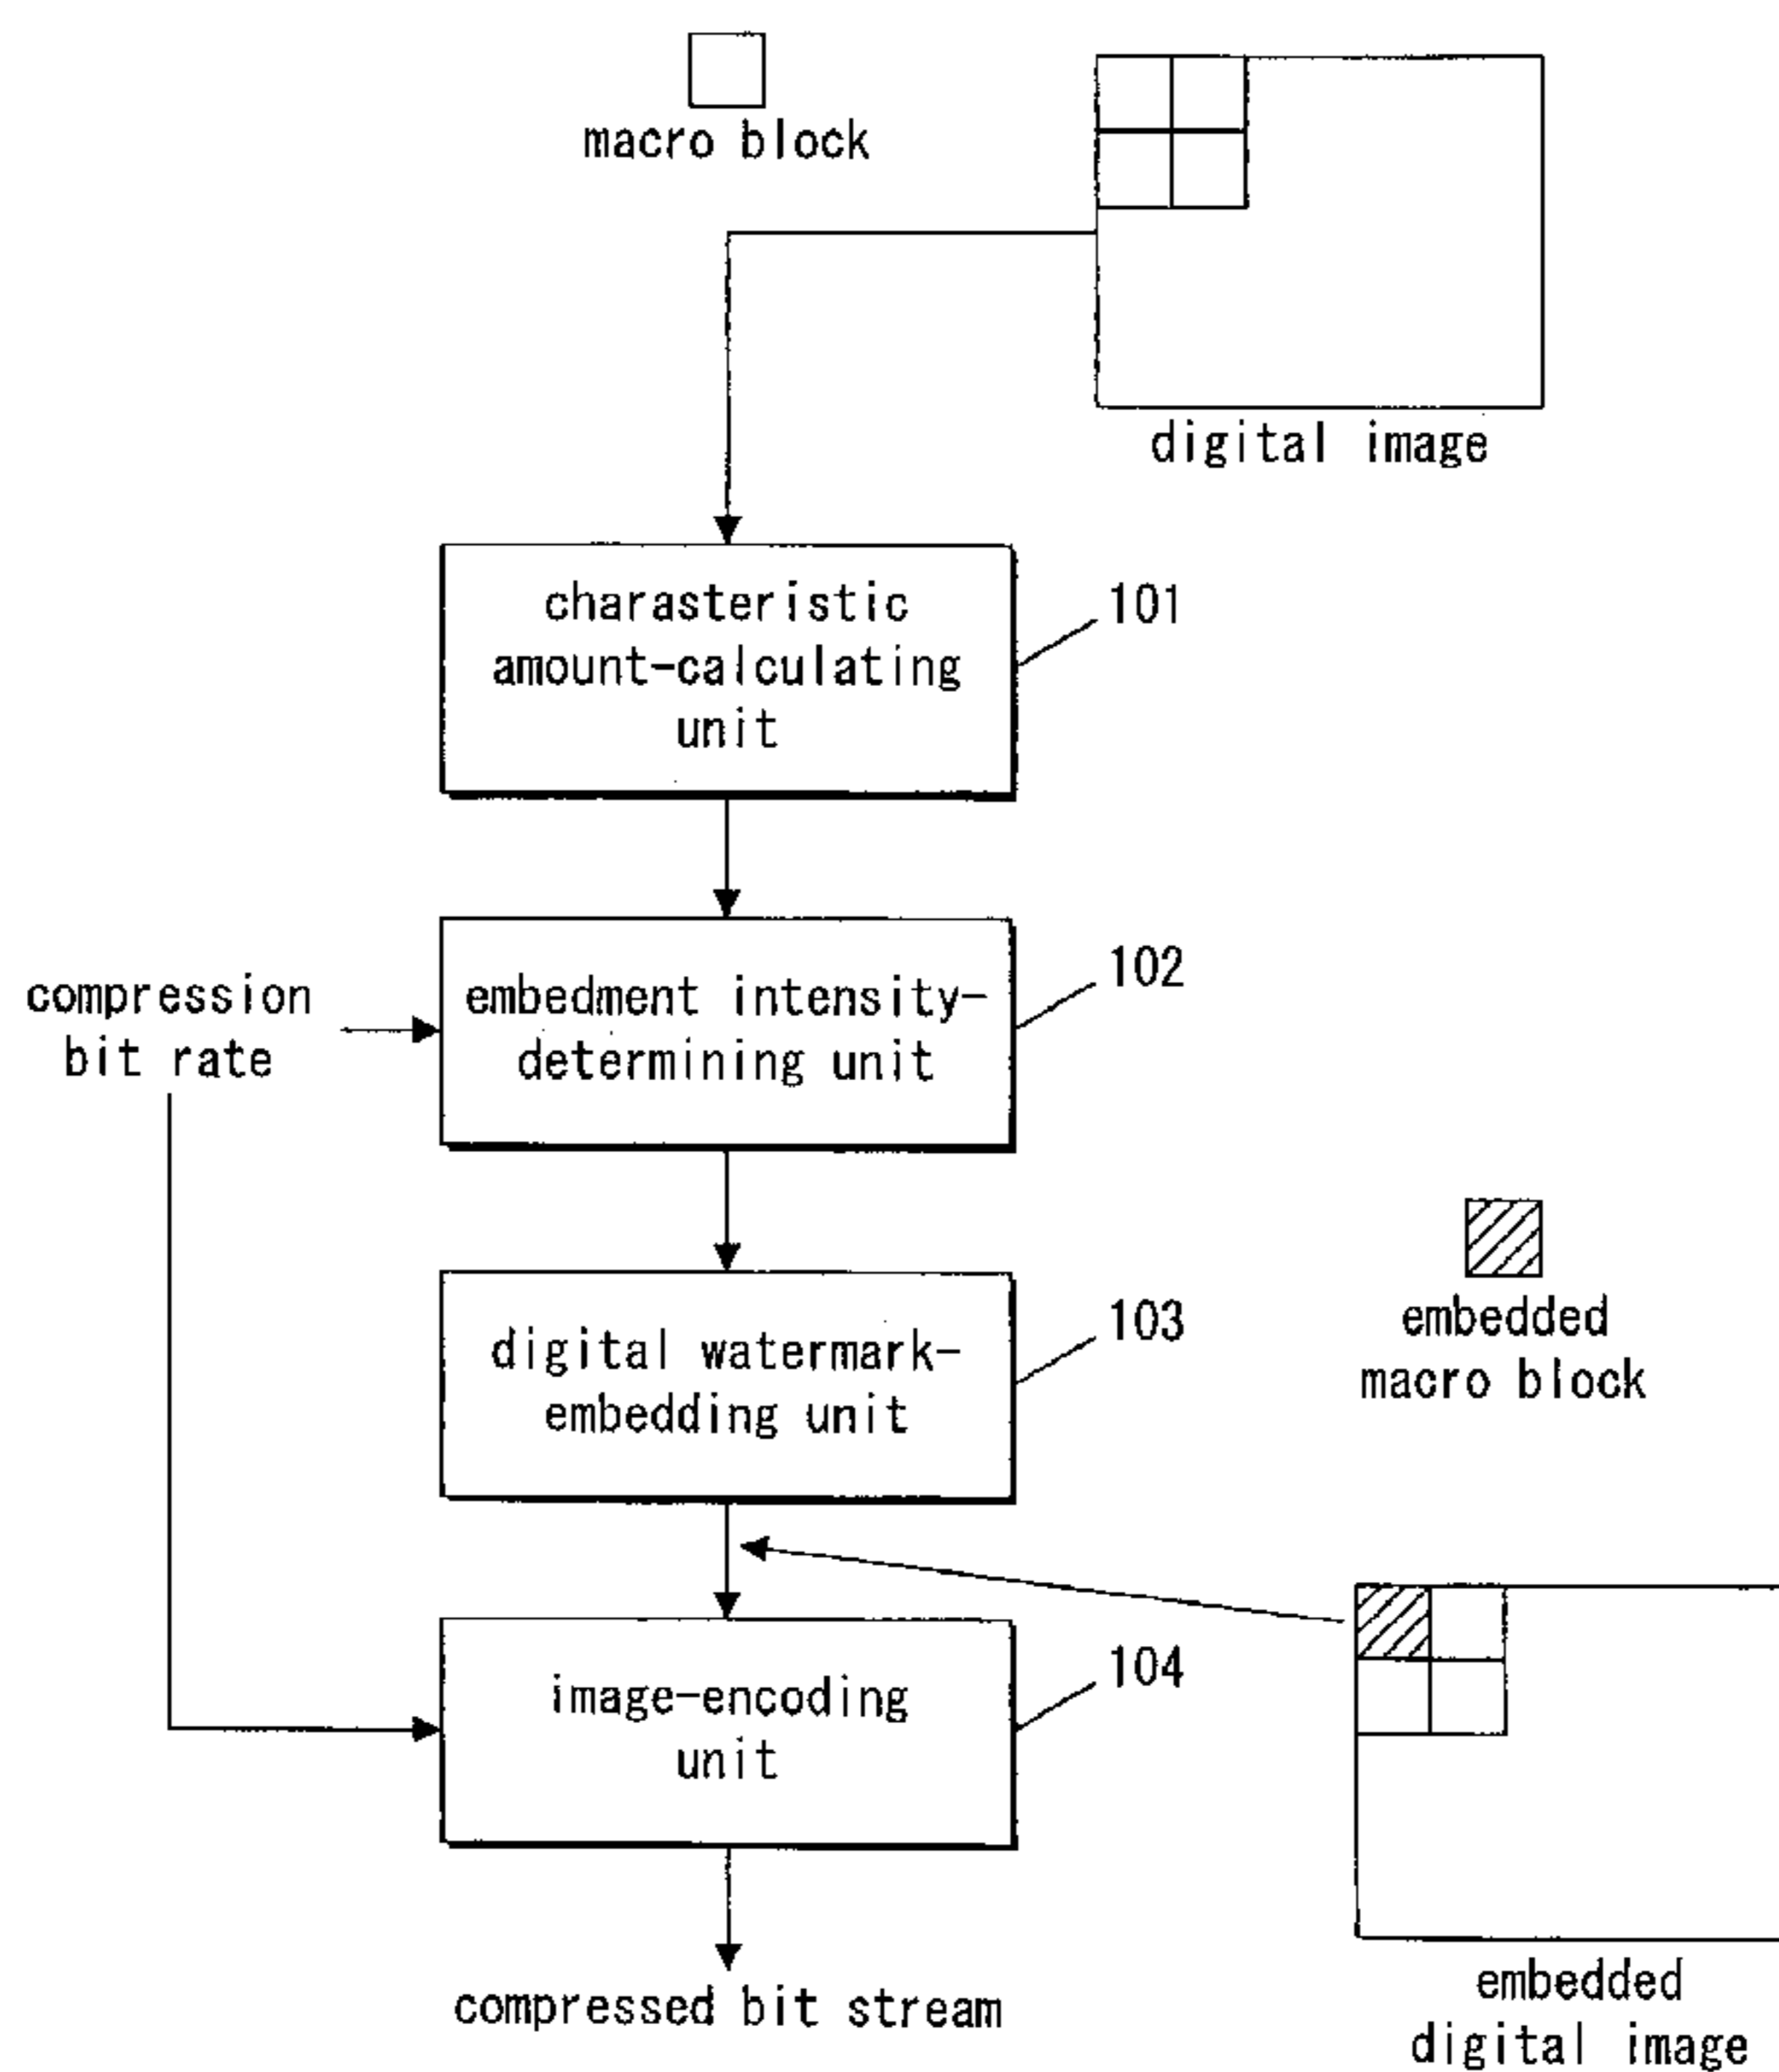 macro block
digital image
charasteristic
amount-calculating
unit
101
compression
bit rate
embedment intensity-
determining unit
102
digital watermark-
embedding unit
103
embedded
macro block
image-encoding
unit
104
compressed bit stream
embedded
digital image